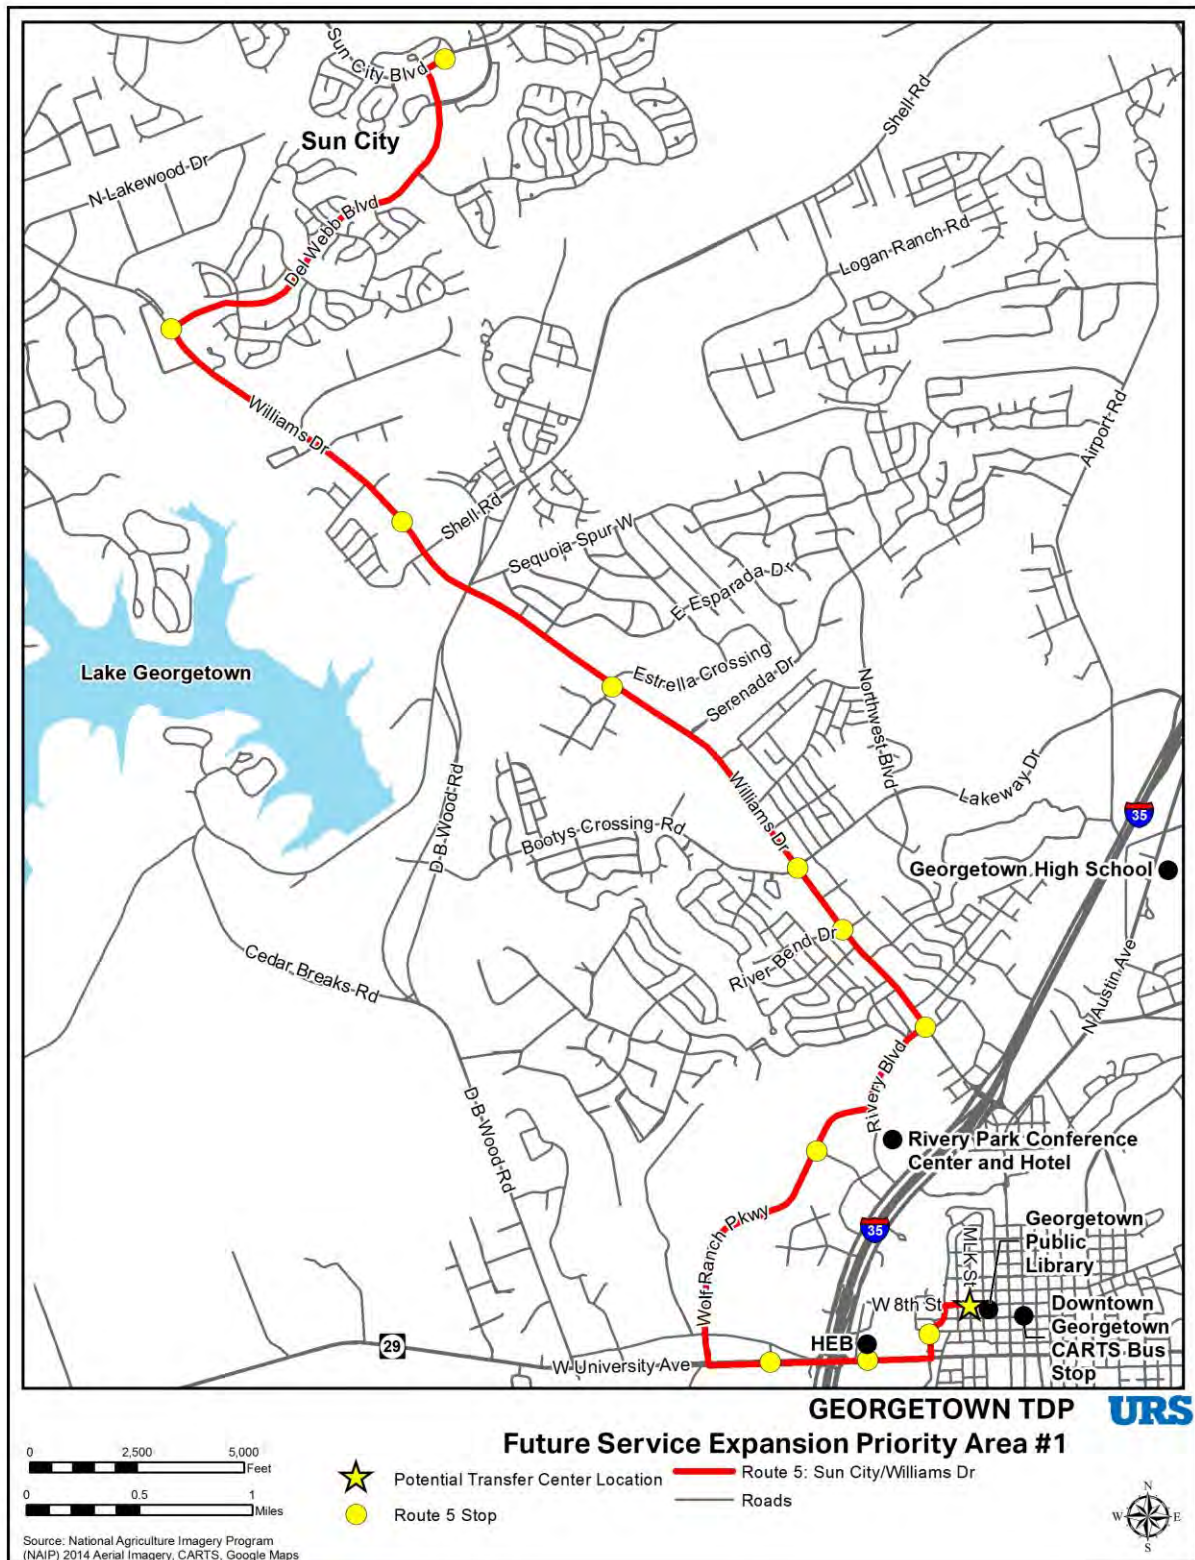 Sun City Blvd
Sun City
Shell Rd
N Lakewood Dr
Del Webb Blvd
Logan Ranch Rd
Airport Rd
Williams Dr
Shell Rd
Sequoia Spur W
E Esparada Dr
Lake Georgetown
Estrella Crossing
Serenada Dr
Northwest Blvd
D B Wood Rd
Williams Dr
Lakeway Dr
35
Bootys Crossing Rd
Georgetown High School
River Bend Dr
Cedar Breaks Rd
N Austin Ave
Rivery Blvd
D B Wood Rd
Rivery Park Conference
Center and Hotel
Wolf Ranch Pkwy
35
MLK St
Georgetown
Public
Library
W 8th St
Downtown
Georgetown
CARTS Bus
Stop
HEB
29
W University Ave
GEORGETOWN TDP
URS
Future Service Expansion Priority Area #1
0 2,500 5,000
Feet
0 0.5 1
Miles
Potential Transfer Center Location
Route 5: Sun City/Williams Dr
Route 5 Stop
Roads
N
W E
S
Source: National Agriculture Imagery Program
(NAIP) 2014 Aerial Imagery, CARTS, Google Maps